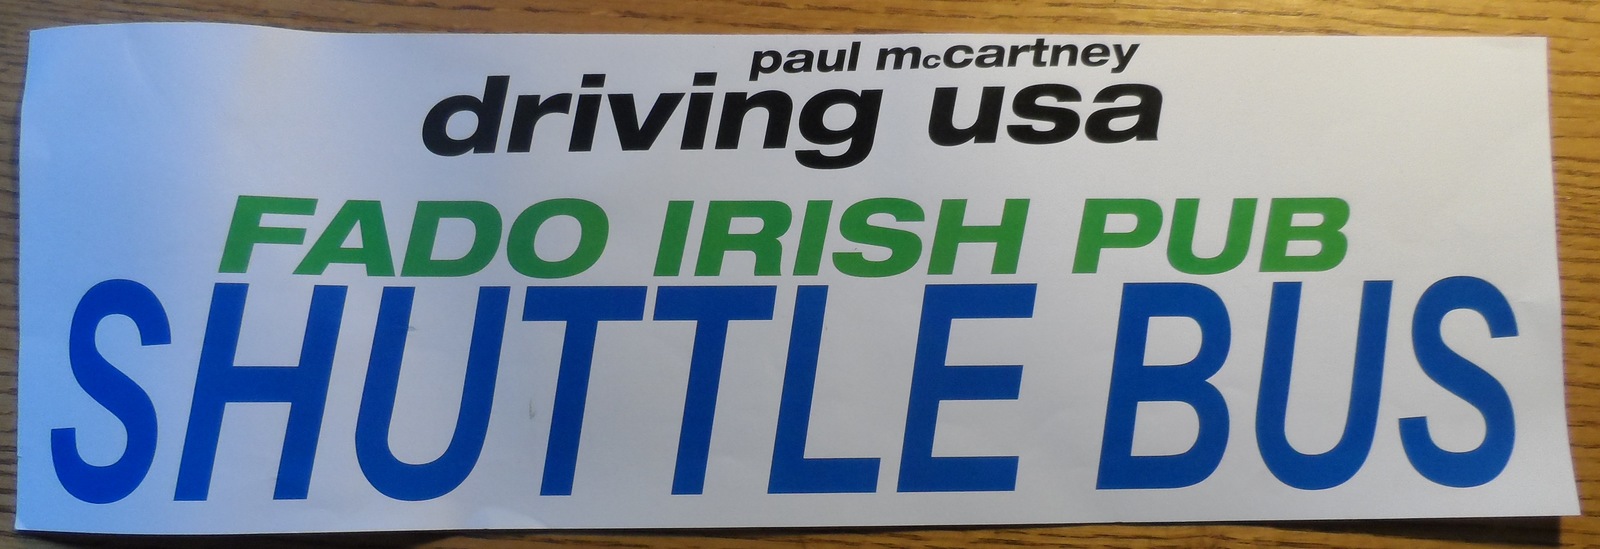 paul mccartney
driving usa
FADO IRISH PUB
SHUTTLE BUS